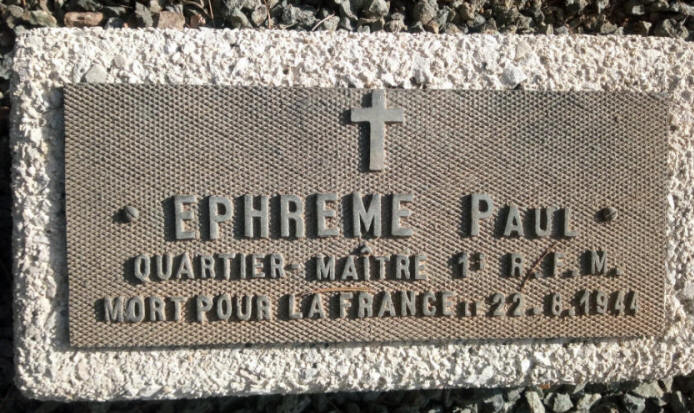 EPHREME PAUL
QUARTIER-MAÎTRE 1ᵉʳ R.F.M.
MORT POUR LA FRANCE LE 22.8.1944